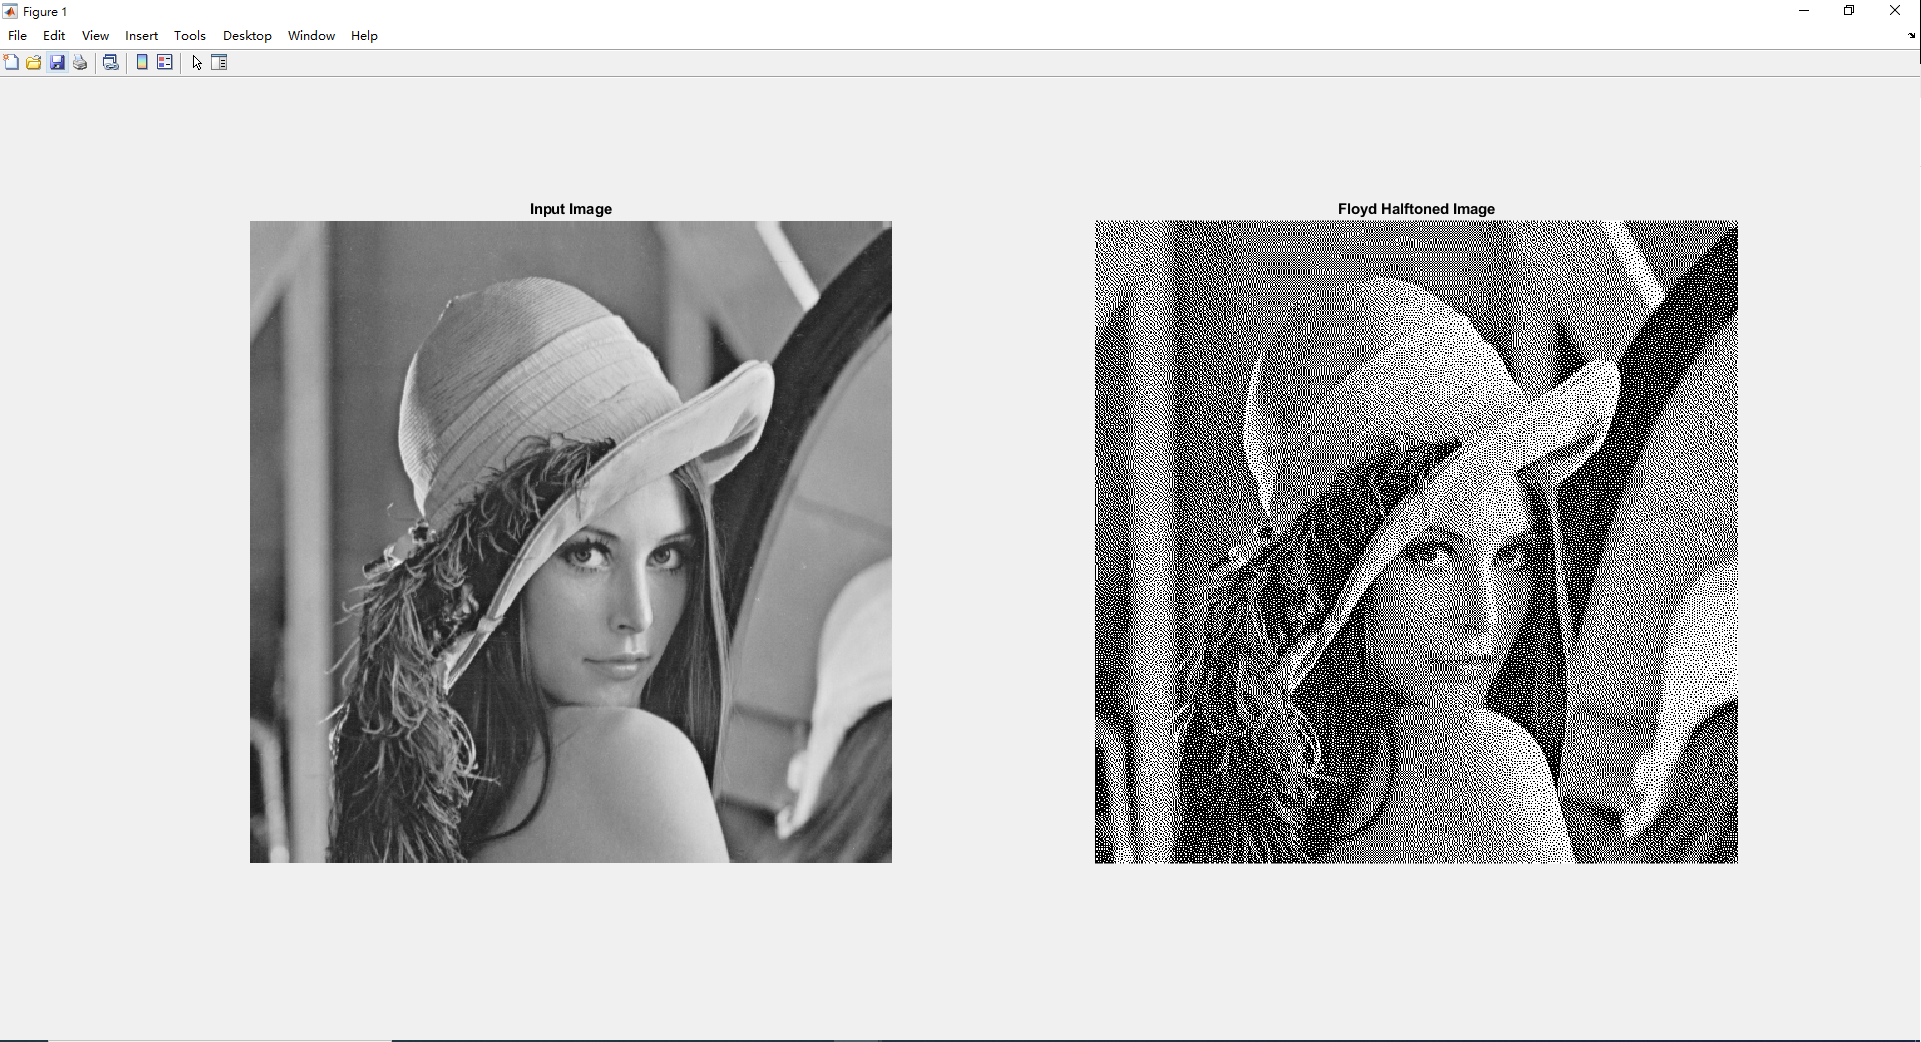 Figure 1
File Edit View Insert Tools Desktop Window Help
Input Image
Floyd Halftoned Image